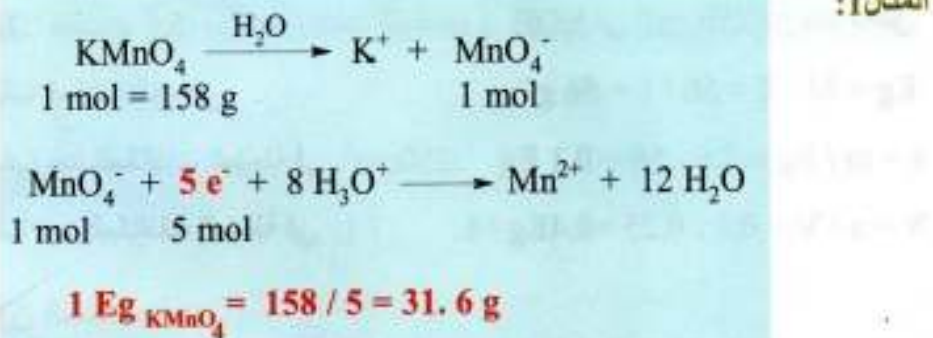 المثال1:
KMnO₄ H₂O → K⁺ + MnO₄⁻
1 mol = 158 g 1 mol
MnO₄⁻ + 5 e⁻ + 8 H₃O⁺ → Mn²⁺ + 12 H₂O
1 mol 5 mol
1 Eg KMnO₄ = 158 / 5 = 31. 6 g